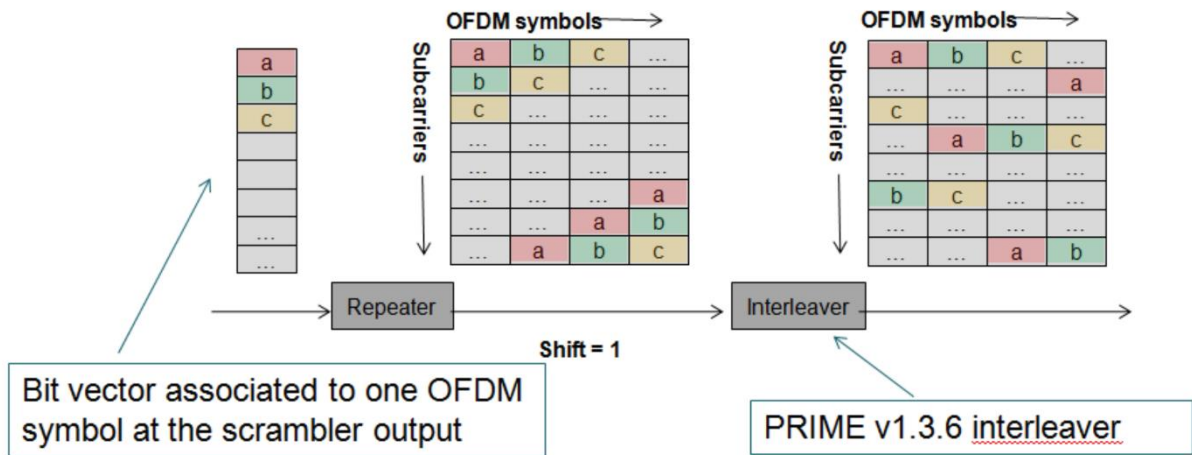 OFDM symbols
OFDM symbols
Subcarriers
Subcarriers
a
b
c
...
...
a b c ...
b c ... ...
c ... ... ...
... ... ... ...
... ... ... ...
... ... ... a
... ... a b
... a b c
a b c ...
... ... ... a
c ... ... ...
... a b c
... ... ... ...
b c ... ...
... ... ... ...
... ... a b
Repeater
Interleaver
Shift = 1
Bit vector associated to one OFDM
symbol at the scrambler output
PRIME v1.3.6 interleaver